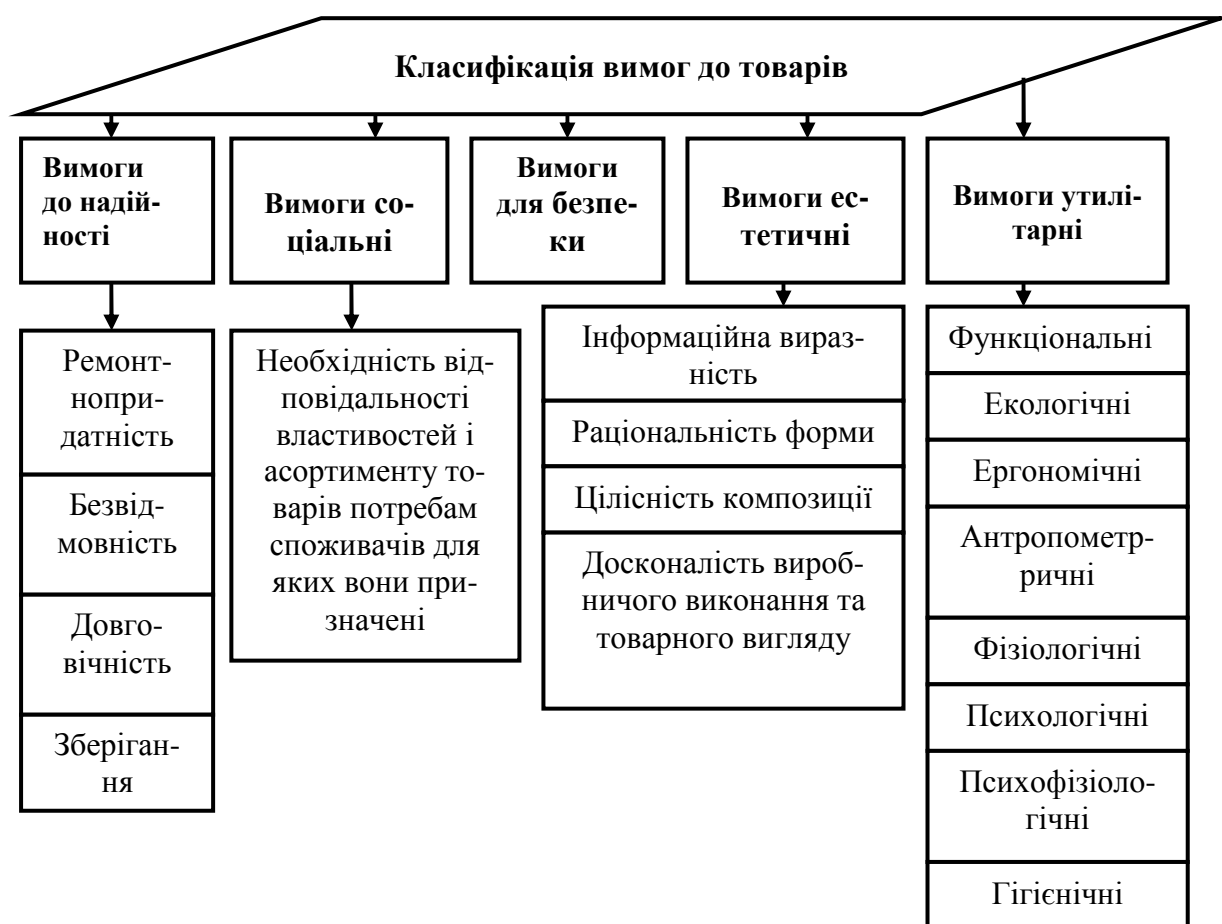 Класифікація вимог до товарів
Вимоги
до надій-
ності
Вимоги со-
ціальні
Вимоги
для безпе-
ки
Вимоги ес-
тетичні
Вимоги утилі-
тарні
Ремонт-
нопри-
датність
Безвід-
мовність
Довго-
вічність
Зберіган-
ня
Необхідність від-
повідальності
властивостей і
асортименту то-
варів потребам
споживачів для
яких вони при-
значені
Інформаційна вираз-
ність
Раціональність форми
Цілісність композиції
Досконалість вироб-
ничого виконання та
товарного вигляду
Функціональні
Екологічні
Ергономічні
Антропометр-
ричні
Фізіологічні
Психологічні
Психофізіоло-
гічні
Гігієнічні